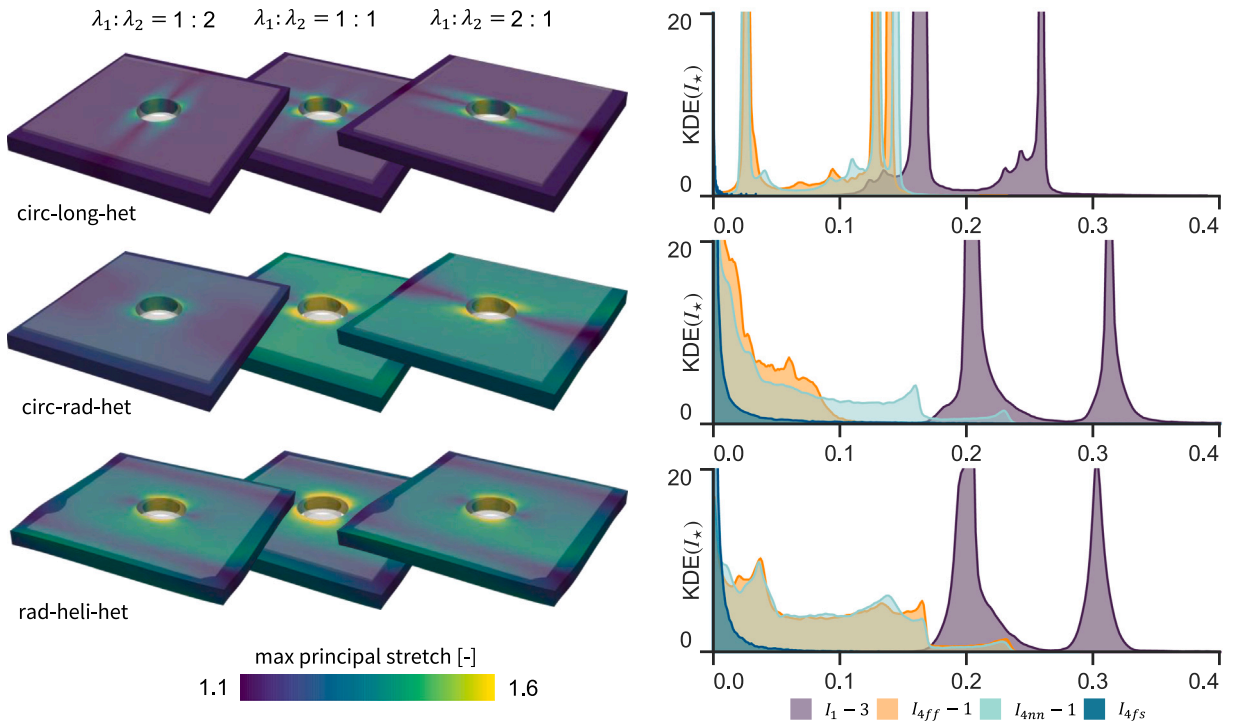 λ₁:λ₂ = 1 : 2 λ₁:λ₂ = 1 : 1 λ₁:λ₂ = 2 : 1
circ-long-het
circ-rad-het
rad-heli-het
max principal stretch [-]
1.1 1.6
20
KDE(I⋆)
0
0.0 0.1 0.2 0.3 0.4
20
KDE(I⋆)
0
0.0 0.1 0.2 0.3 0.4
20
KDE(I⋆)
0
0.0 0.1 0.2 0.3 0.4
I₁ − 3 I₄ff − 1 I₄nn − 1 I₄fs